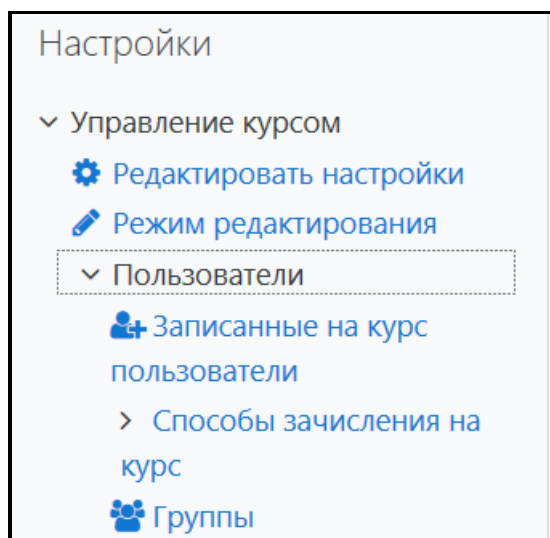 Настройки
Управление курсом
Редактировать настройки
Режим редактирования
Пользователи
Записанные на курс
пользователи
Способы зачисления на
курс
Группы